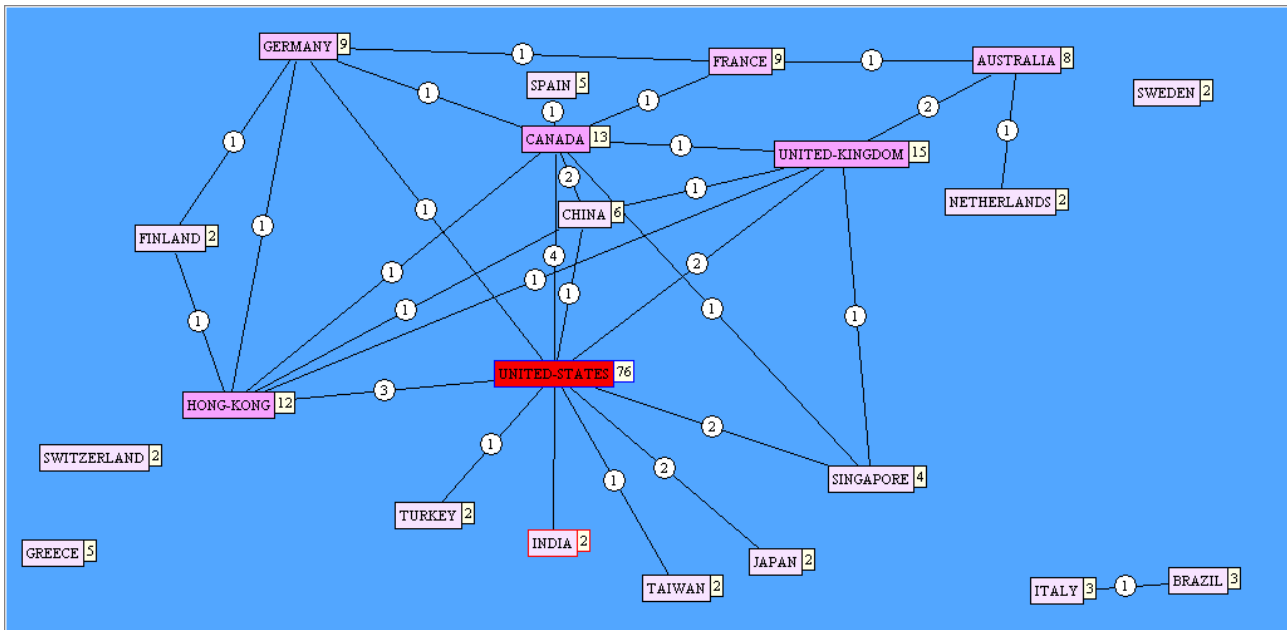 GERMANY 9
1
FRANCE 9
1
AUSTRALIA 8
SPAIN 5
SWEDEN 2
1
1
1
2
1
CANADA 13
1
UNITED-KINGDOM 15
1
2
1
NETHERLANDS 2
CHINA 6
1
1
FINLAND 2
4
2
1
1
1
1
1
1
1
1
UNITED-STATES 76
3
HONG-KONG 12
2
1
SWITZERLAND 2
2
1
SINGAPORE 4
TURKEY 2
INDIA 2
GREECE 5
JAPAN 2
TAIWAN 2
ITALY 3
1
BRAZIL 3